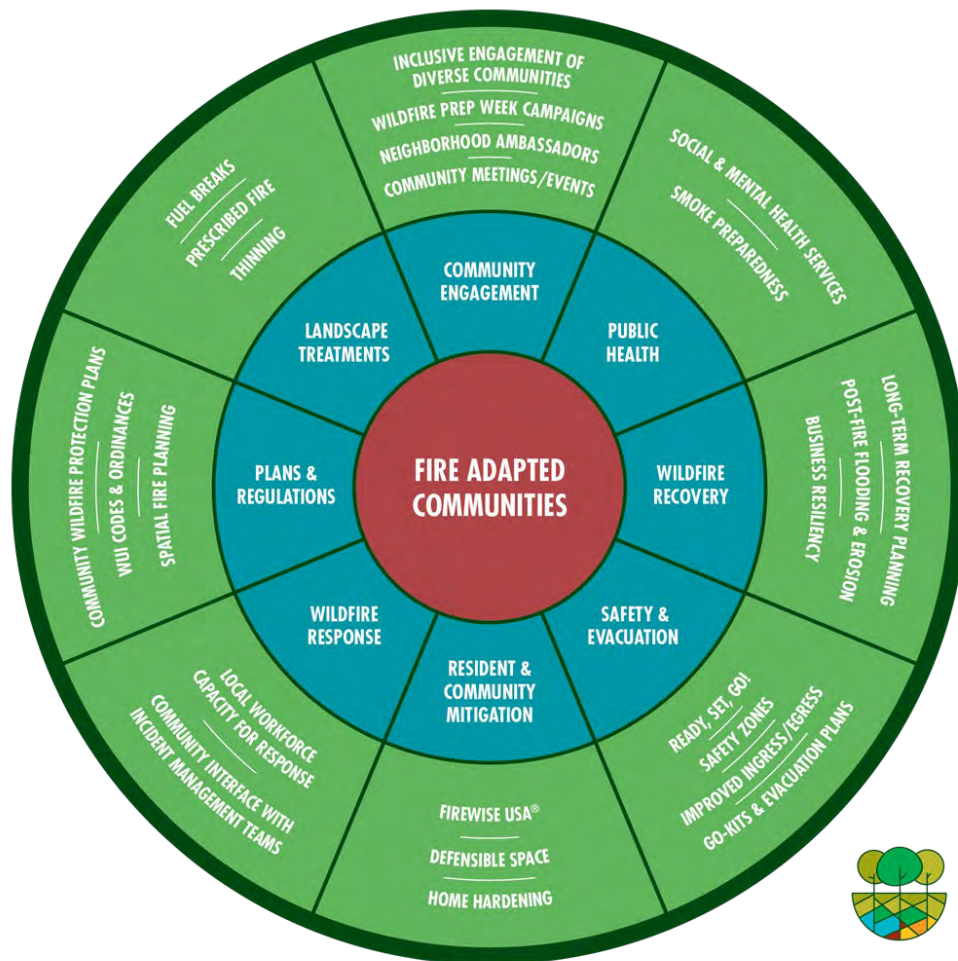 FIRE ADAPTED
COMMUNITIES
COMMUNITY
ENGAGEMENT
INCLUSIVE ENGAGEMENT OF
DIVERSE COMMUNITIES
WILDFIRE PREP WEEK CAMPAIGNS
NEIGHBORHOOD AMBASSADORS
COMMUNITY MEETINGS/EVENTS
PUBLIC
HEALTH
SOCIAL & MENTAL HEALTH SERVICES
SMOKE PREPAREDNESS
WILDFIRE
RECOVERY
LONG-TERM RECOVERY PLANNING
POST-FIRE FLOODING & EROSION
BUSINESS RESILIENCY
SAFETY &
EVACUATION
READY, SET, GO!
SAFETY ZONES
IMPROVED INGRESS/EGRESS
GO-KITS & EVACUATION PLANS
RESIDENT &
COMMUNITY
MITIGATION
FIREWISE USA®
DEFENSIBLE SPACE
HOME HARDENING
WILDFIRE
RESPONSE
LOCAL WORKFORCE
CAPACITY FOR RESPONSE
COMMUNITY INTERFACE WITH
INCIDENT MANAGEMENT TEAMS
PLANS &
REGULATIONS
COMMUNITY WILDFIRE PROTECTION PLANS
WUI CODES & ORDINANCES
SPATIAL FIRE PLANNING
LANDSCAPE
TREATMENTS
FUEL BREAKS
PRESCRIBED FIRE
THINNING